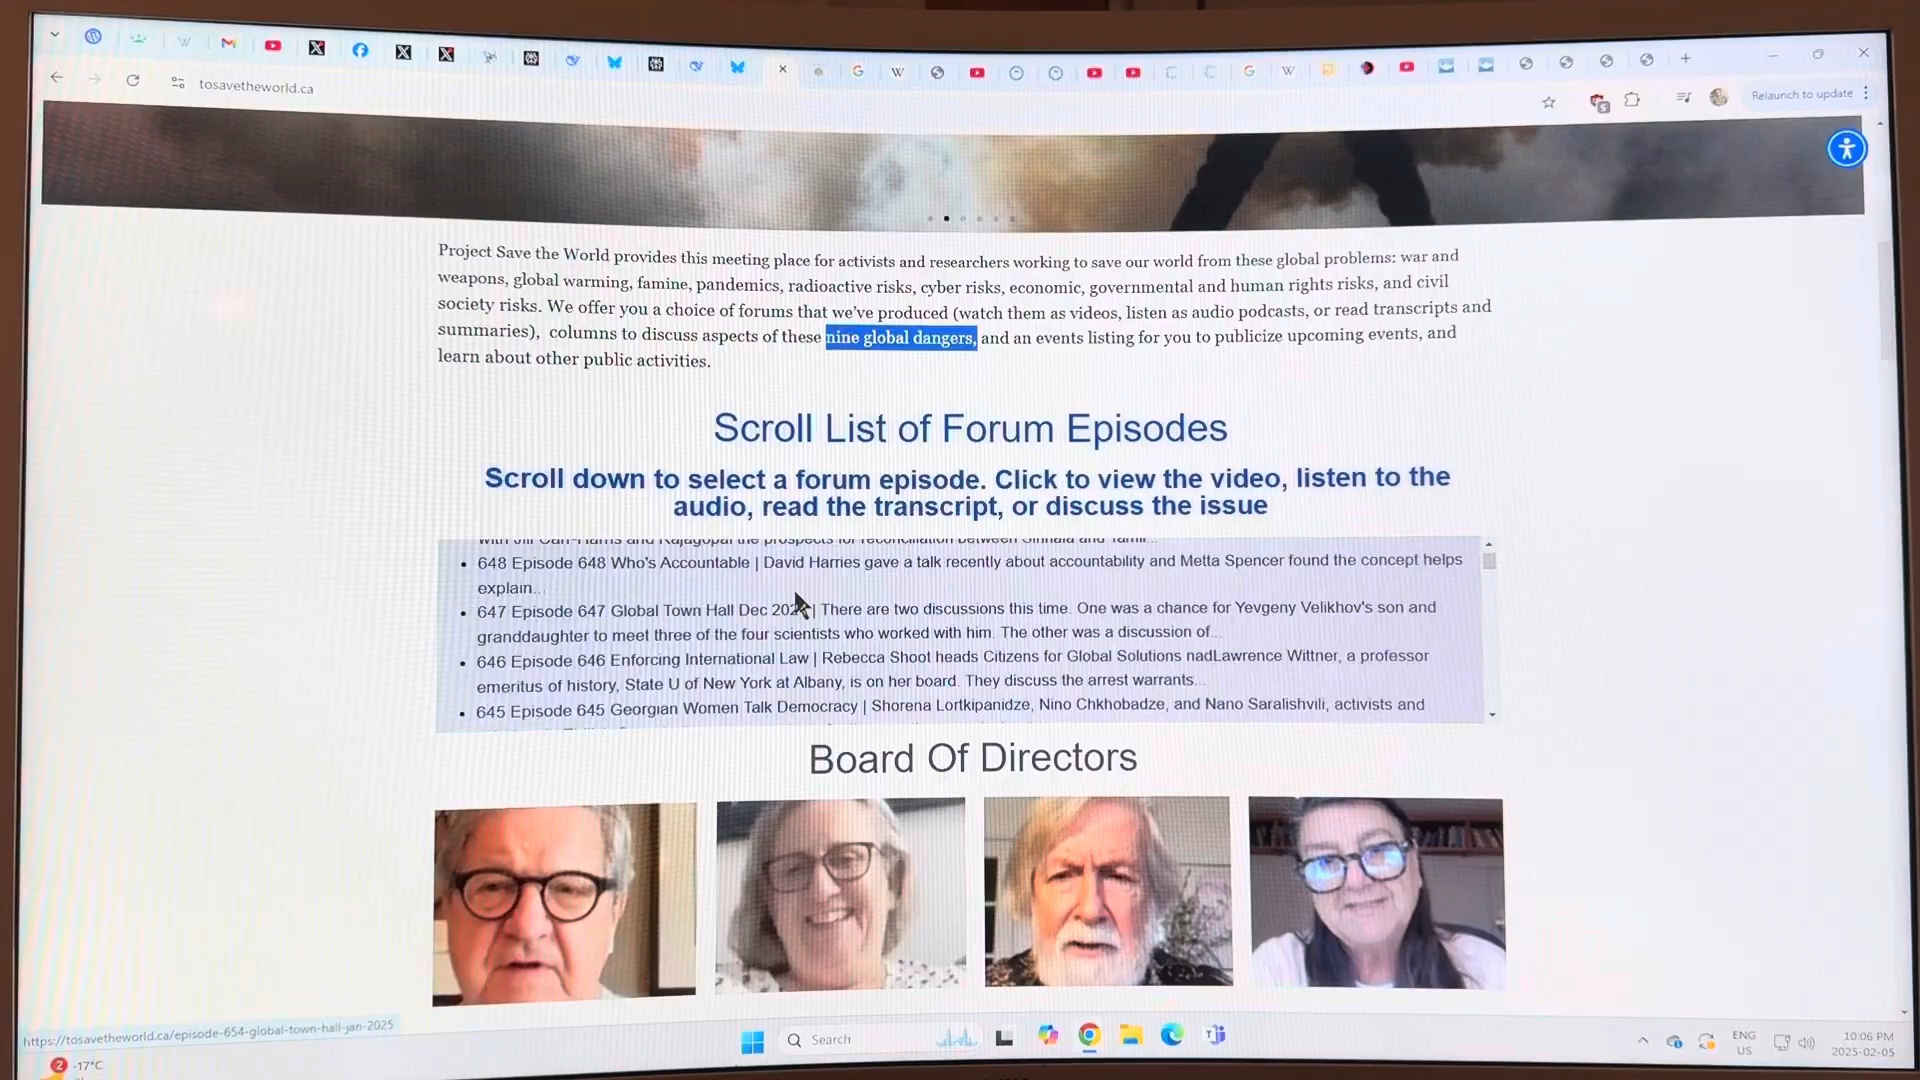 tosavetheworld.ca
Relaunch to update
Project Save the World provides this meeting place for activists and researchers working to save our world from these global problems: war and
weapons, global warming, famine, pandemics, radioactive risks, cyber risks, economic, governmental and human rights risks, and civil
society risks. We offer you a choice of forums that we've produced (watch them as videos, listen as audio podcasts, or read transcripts and
summaries), columns to discuss aspects of these nine global dangers, and an events listing for you to publicize upcoming events, and
learn about other public activities.
Scroll List of Forum Episodes
Scroll down to select a forum episode. Click to view the video, listen to the
audio, read the transcript, or discuss the issue
648 Episode 648 Who's Accountable | David Harries gave a talk recently about accountability and Metta Spencer found the concept helps
explain...
647 Episode 647 Global Town Hall Dec 2024 | There are two discussions this time. One was a chance for Yevgeny Velikhov's son and
granddaughter to meet three of the four scientists who worked with him. The other was a discussion of...
646 Episode 646 Enforcing International Law | Rebecca Shoot heads Citizens for Global Solutions nadLawrence Wittner, a professor
emeritus of history, State U of New York at Albany, is on her board. They discuss the arrest warrants...
645 Episode 645 Georgian Women Talk Democracy | Shorena Lortkipanidze, Nino Chkhobadze, and Nano Saralishvili, activists and
Board Of Directors
https://tosavetheworld.ca/episode-654-global-town-hall-jan-2025
2
-17°C
Search
ENG
US
10:06 PM
2025-02-05